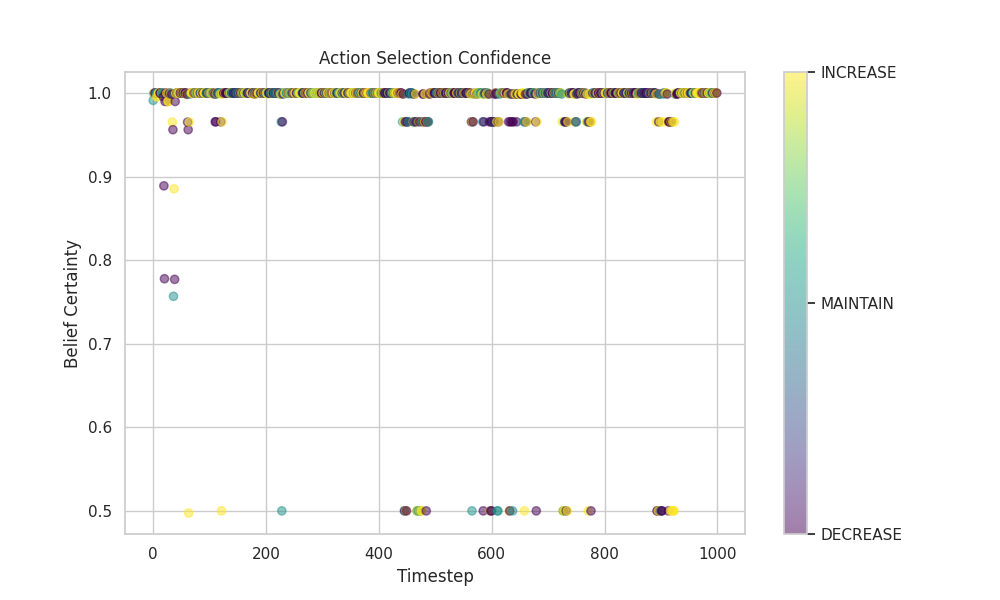 Action Selection Confidence
Belief Certainty
1.0
0.9
0.8
0.7
0.6
0.5
0
200
400
600
800
1000
Timestep
INCREASE
MAINTAIN
DECREASE